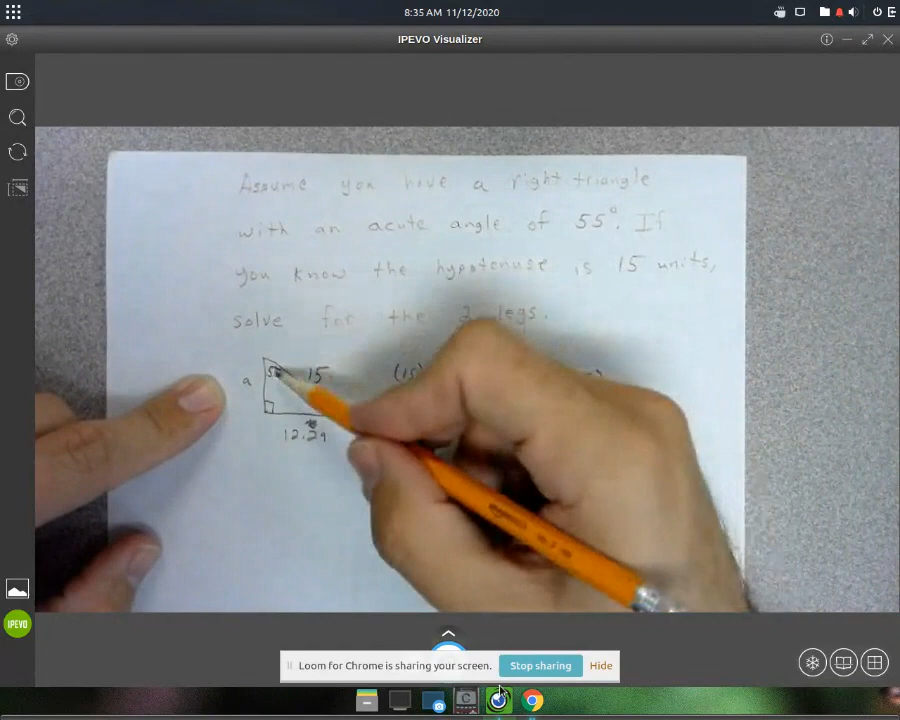 8:35 AM 11/12/2020
IPEVO Visualizer
Assume you have a right triangle
with an acute angle of 55°. If
you know the hypotenuse is 15 units,
solve for the 2 legs.
a 15 (15)
12.29
IPEVO
Loom for Chrome is sharing your screen. Stop sharing Hide